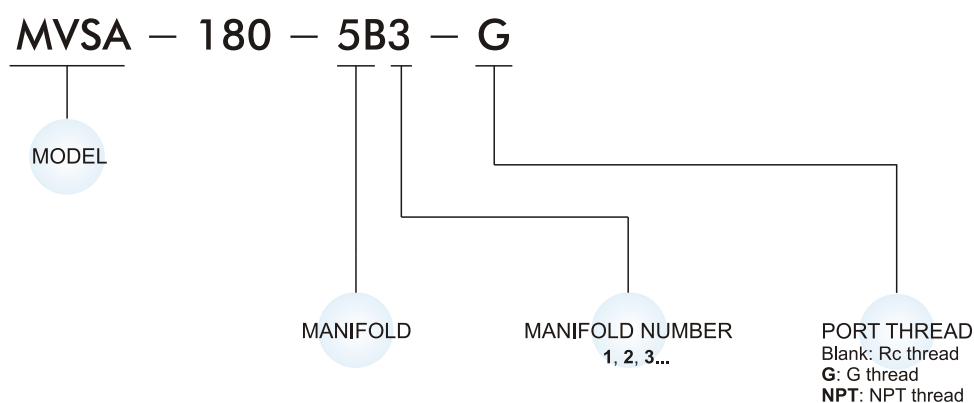 MVSA – 180 – 5B3 – G
MODEL
MANIFOLD
MANIFOLD NUMBER
1, 2, 3...
PORT THREAD
Blank: Rc thread
G: G thread
NPT: NPT thread